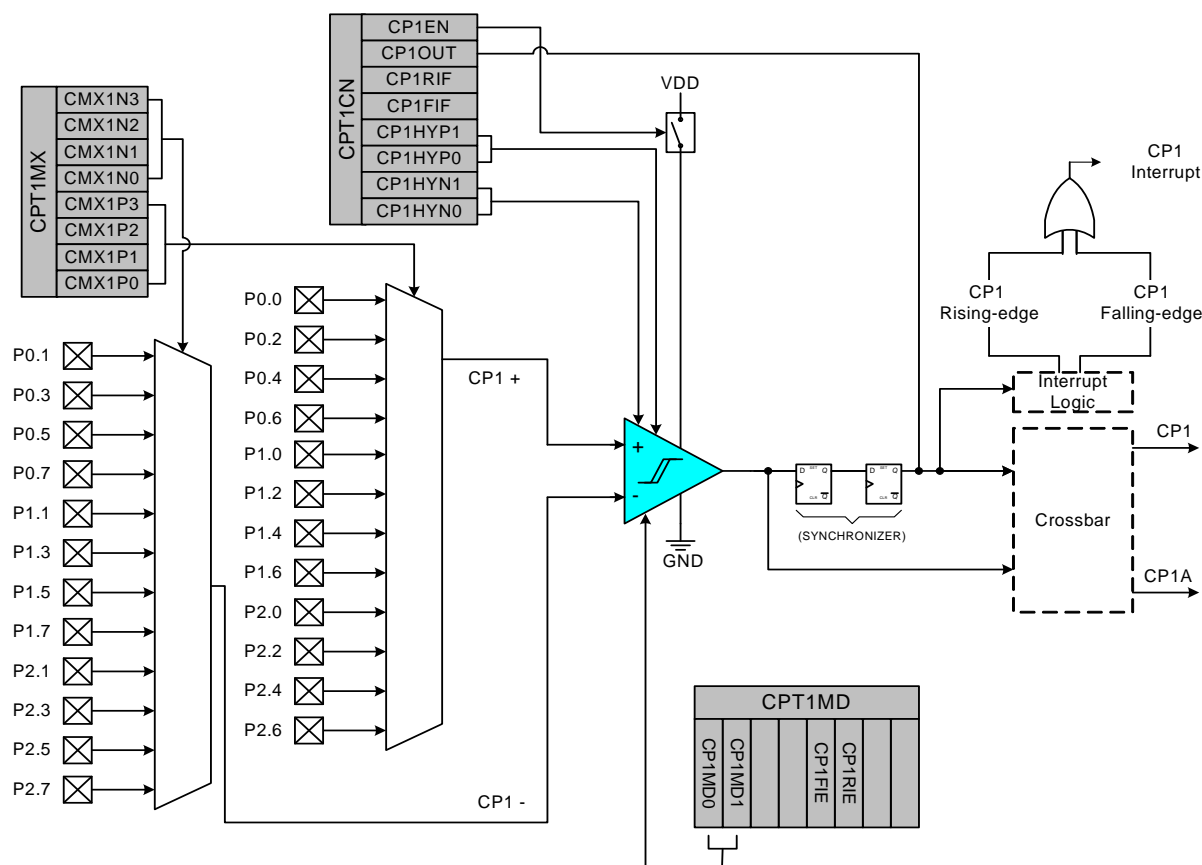 CPT1CN
CP1EN
CP1OUT
CP1RIF
CP1FIF
CP1HYP1
CP1HYP0
CP1HYN1
CP1HYN0
CPT1MX
CMX1N3
CMX1N2
CMX1N1
CMX1N0
CMX1P3
CMX1P2
CMX1P1
CMX1P0
VDD
CP1
Interrupt
CP1
Rising-edge
CP1
Falling-edge
Interrupt
Logic
P0.1
P0.3
P0.5
P0.7
P1.1
P1.3
P1.5
P1.7
P2.1
P2.3
P2.5
P2.7
P0.0
P0.2
P0.4
P0.6
P1.0
P1.2
P1.4
P1.6
P2.0
P2.2
P2.4
P2.6
CP1 +
CP1 -
+
-
GND
D SET Q
CLR Q
D SET Q
CLR Q
(SYNCHRONIZER)
Crossbar
CP1
CP1A
CPT1MD
CP1MD0
CP1MD1
CP1FIE
CP1RIE